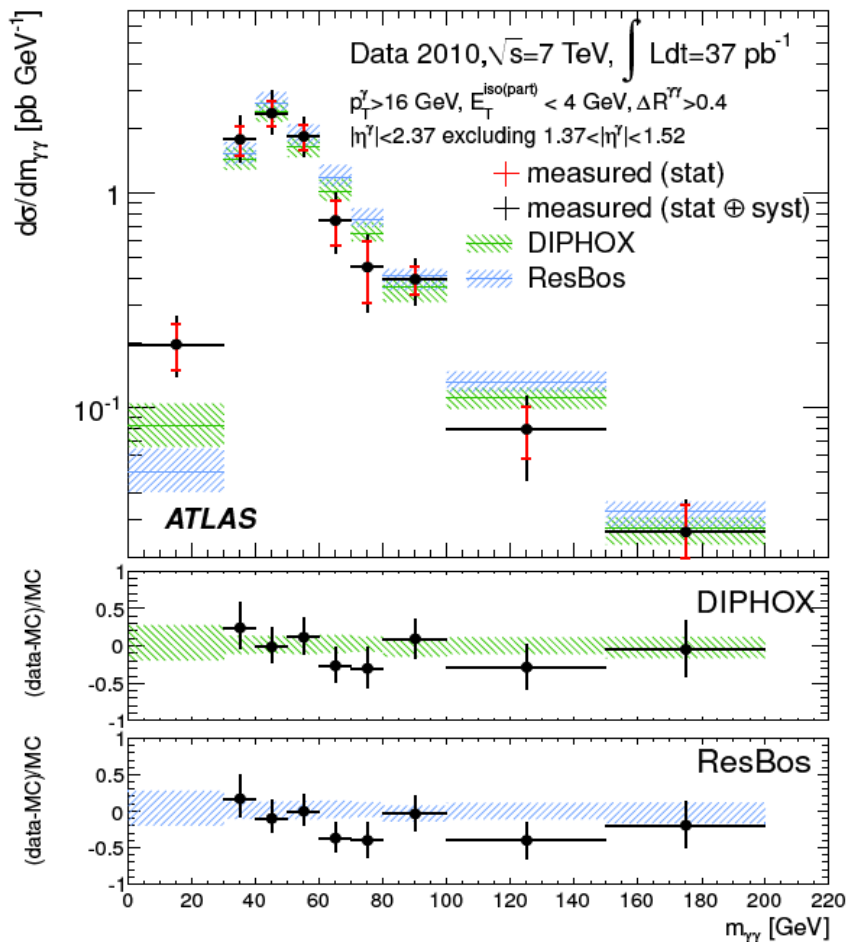 dσ/dmγγ [pb GeV⁻¹]
Data 2010,√s=7 TeV, ∫ Ldt=37 pb⁻¹
p_T^γ>16 GeV, E_T^iso(part) < 4 GeV, ΔR^γγ>0.4
|η^γ|<2.37 excluding 1.37<|η^γ|<1.52
measured (stat)
measured (stat ⊕ syst)
DIPHOX
ResBos
1
10⁻¹
ATLAS
(data-MC)/MC
DIPHOX
1
0.5
0
-0.5
-1
(data-MC)/MC
ResBos
1
0.5
0
-0.5
-1
0 20 40 60 80 100 120 140 160 180 200 220
mγγ [GeV]